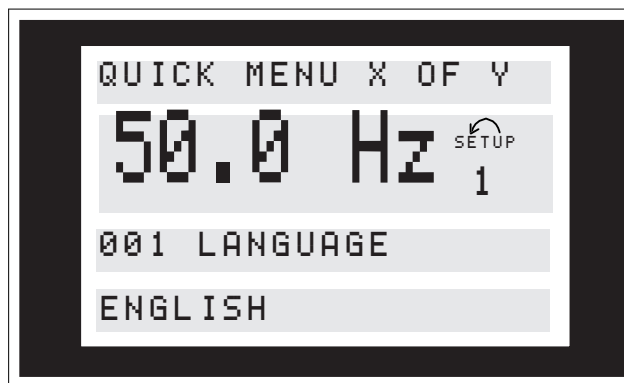 QUICK MENU X OF Y
50.0 Hz SETUP
1
001 LANGUAGE
ENGLISH